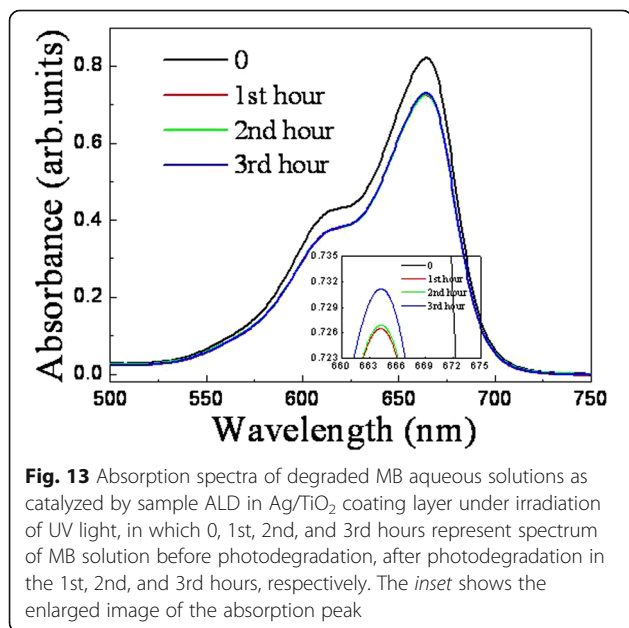 Absorbance (arb.units)
0.8
0.6
0.4
0.2
0.0
0
1st hour
2nd hour
3rd hour
0.735
0.732
0.729
0.726
0.723
0
1st hour
2nd hour
3rd hour
660 663 666 669 672 675
500 550 600 650 700 750
Wavelength (nm)
Fig. 13 Absorption spectra of degraded MB aqueous solutions as
catalyzed by sample ALD in Ag/TiO₂ coating layer under irradiation
of UV light, in which 0, 1st, 2nd, and 3rd hours represent spectrum
of MB solution before photodegradation, after photodegradation in
the 1st, 2nd, and 3rd hours, respectively. The inset shows the
enlarged image of the absorption peak